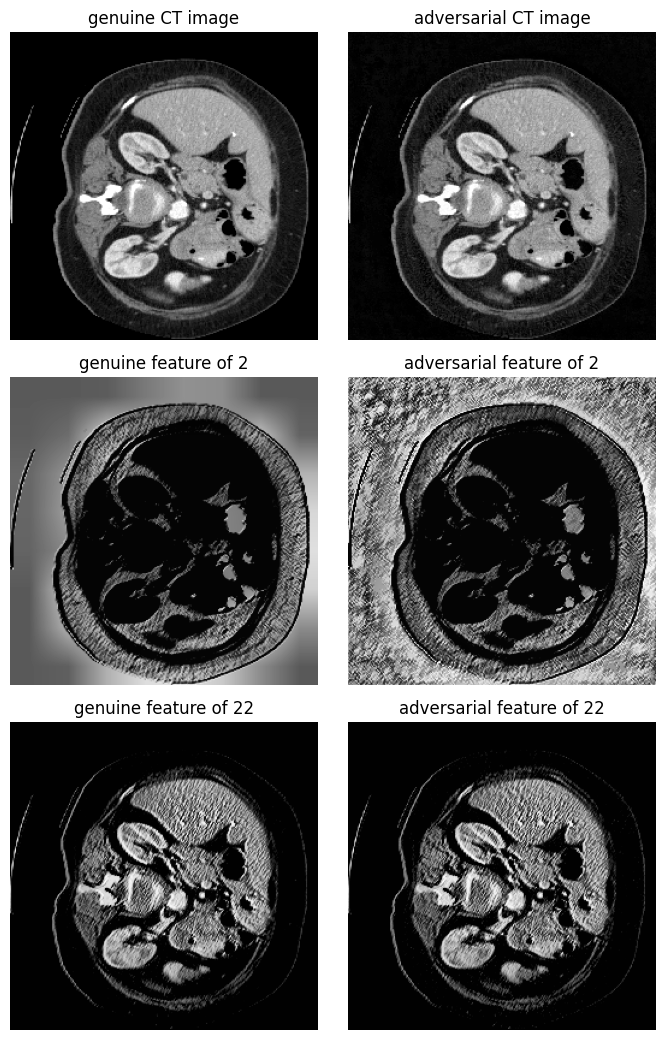 genuine CT image
adversarial CT image
genuine feature of 2
adversarial feature of 2
genuine feature of 22
adversarial feature of 22